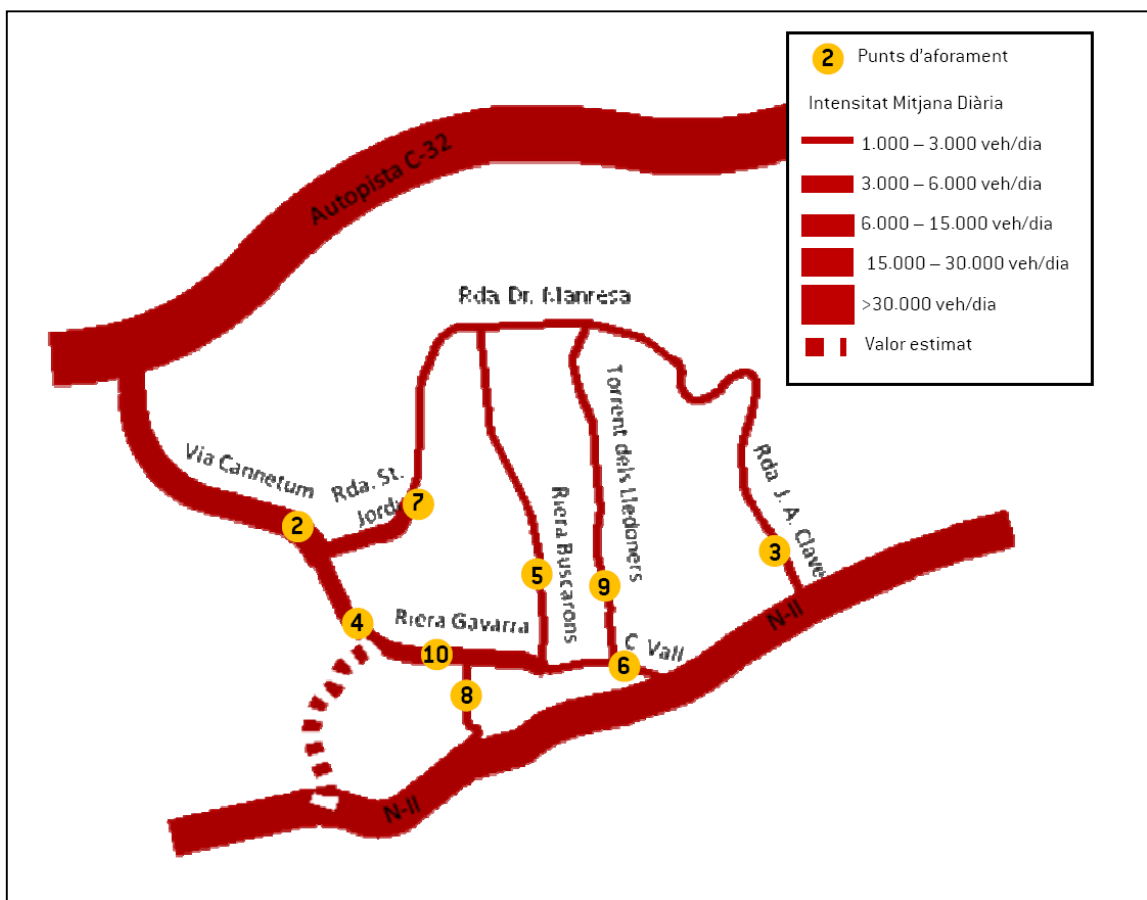 2 Punts d'aforament
Intensitat Mitjana Diària
1.000 – 3.000 veh/dia
3.000 – 6.000 veh/dia
6.000 – 15.000 veh/dia
15.000 – 30.000 veh/dia
>30.000 veh/dia
Valor estimat
Autopista C-32
Rda. Dr. Manresa
Via Cannetum
Rda. St.
Jordi
7
2
Torrent dels Lledoners
Riera Buscarons
Rda J. A. Clavé
3
5
9
4
Riera Gavarra
10
C. Vall
6
8
N-II
N-II